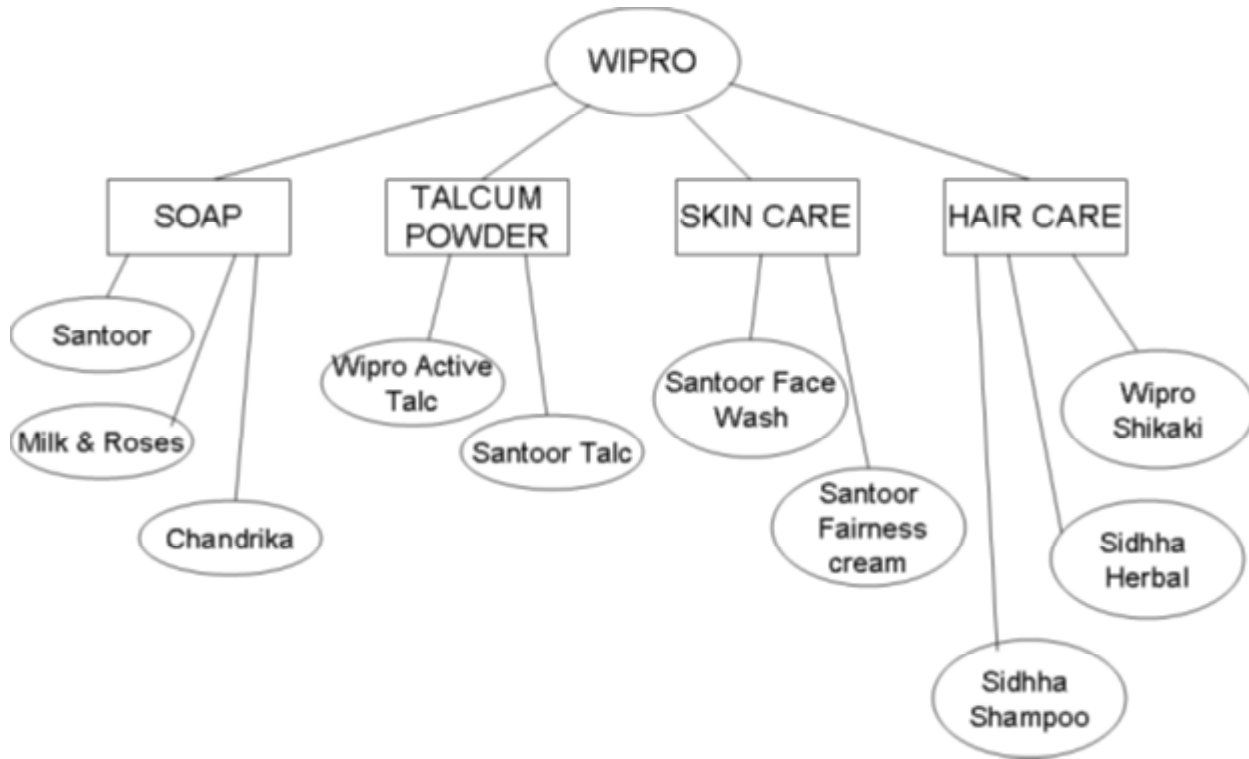 WIPRO
SOAP
TALCUM
POWDER
SKIN CARE
HAIR CARE
Santoor
Milk & Roses
Chandrika
Wipro Active
Talc
Santoor Talc
Santoor Face
Wash
Santoor
Fairness
cream
Wipro
Shikaki
Sidhha
Herbal
Sidhha
Shampoo